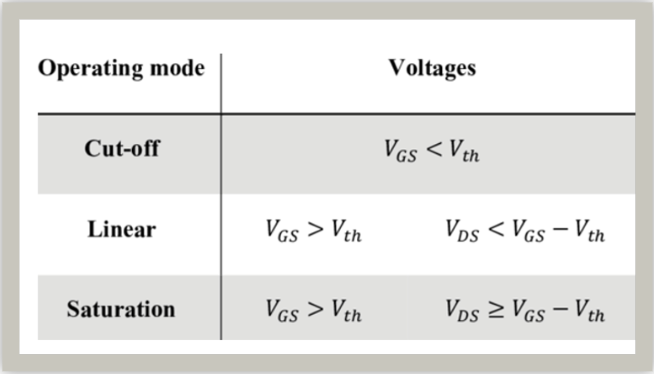 Operating mode Voltages
Cut-off V_GS < V_th
Linear V_GS > V_th V_DS < V_GS − V_th
Saturation V_GS > V_th V_DS ≥ V_GS − V_th